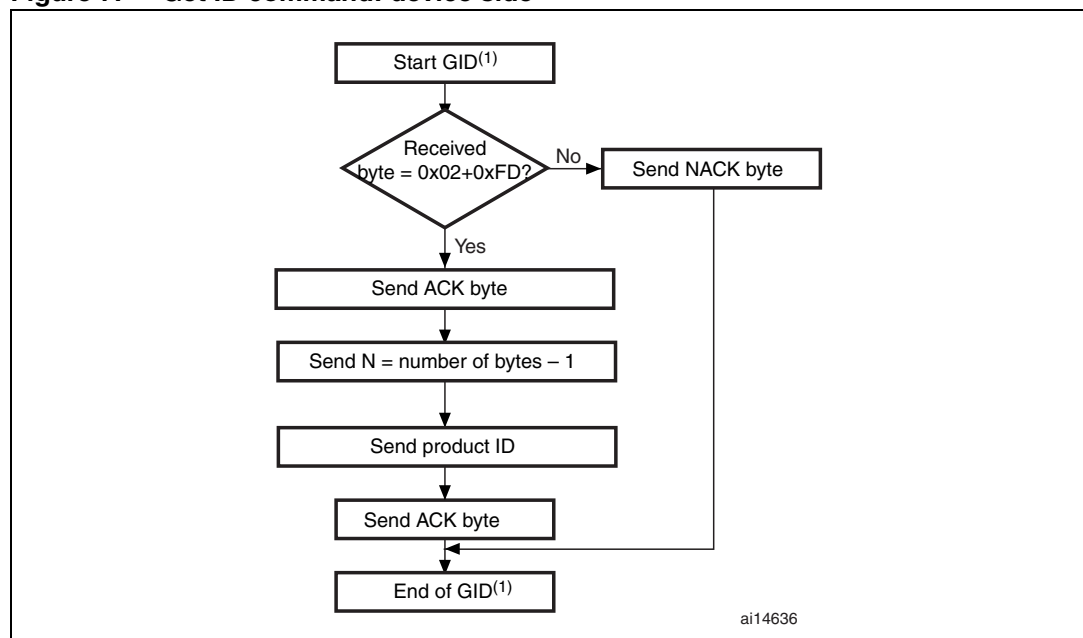 Start GID(1)
Received
byte = 0x02+0xFD?
No
Send NACK byte
Yes
Send ACK byte
Send N = number of bytes – 1
Send product ID
Send ACK byte
End of GID(1)
ai14636